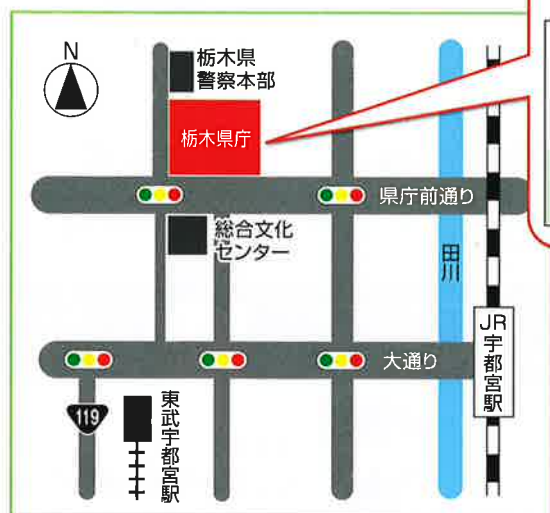 N
栃木県
警察本部
栃木県庁
県庁前通り
総合文化
センター
田川
JR宇都宮駅
大通り
119
東武宇都宮駅